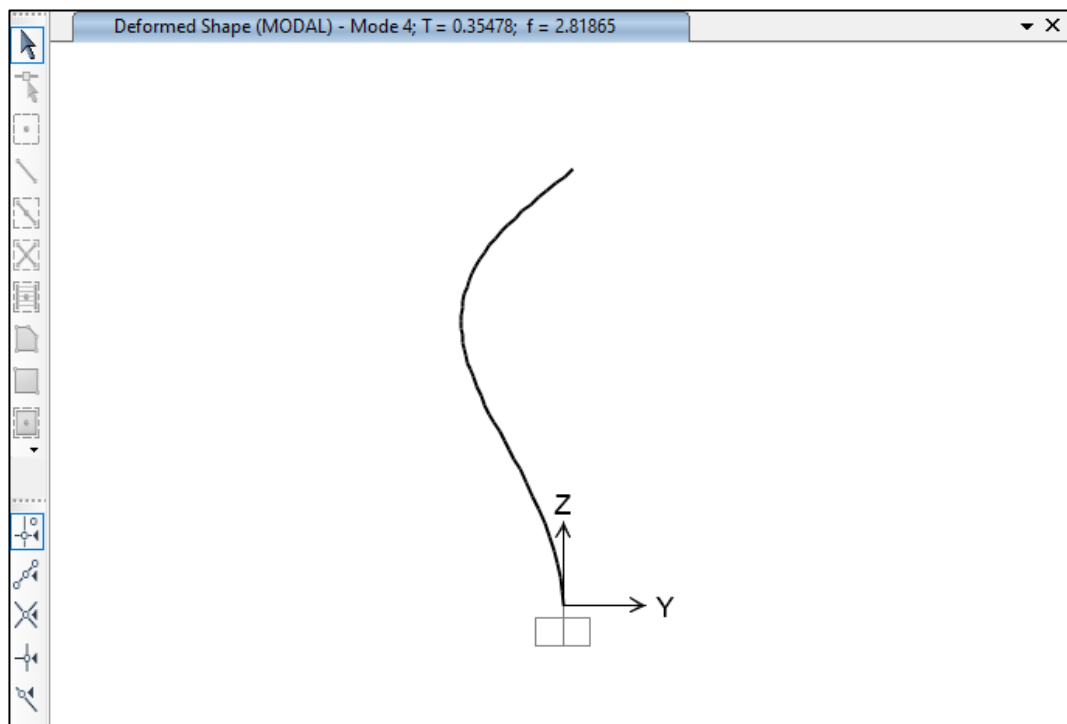 Deformed Shape (MODAL) - Mode 4; T = 0.35478; f = 2.81865
Z
Y